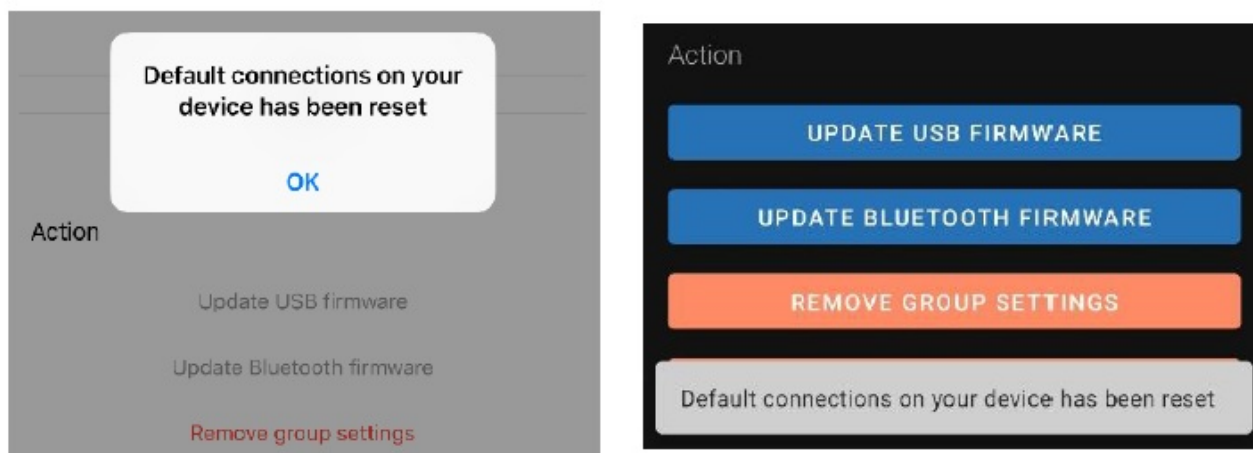 Default connections on your
device has been reset
OK
Action
Update USB firmware
Update Bluetooth firmware
Remove group settings
Action
UPDATE USB FIRMWARE
UPDATE BLUETOOTH FIRMWARE
REMOVE GROUP SETTINGS
Default connections on your device has been reset